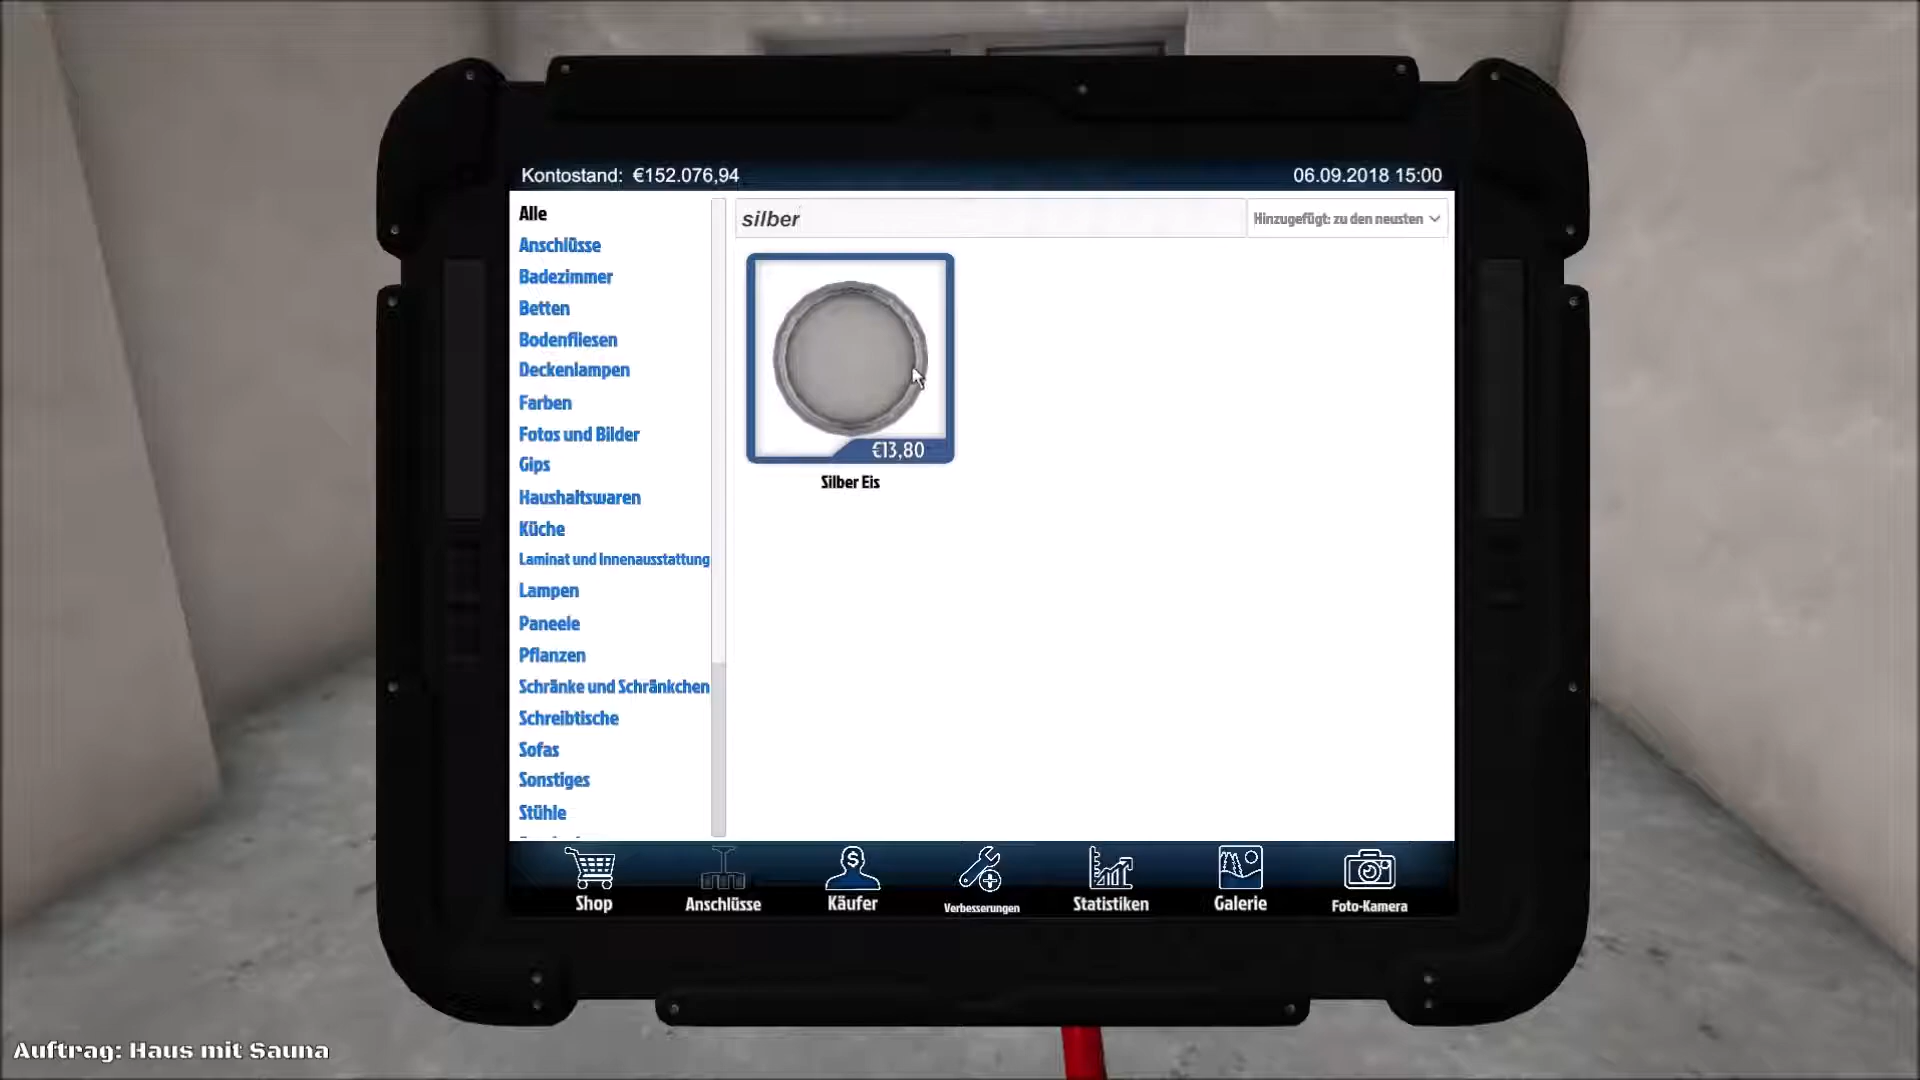 Kontostand: €152.076,94
06.09.2018 15:00
Alle
Anschlüsse
Badezimmer
Betten
Bodenfliesen
Deckenlampen
Farben
Fotos und Bilder
Gips
Haushaltswaren
Küche
Laminat und Innenausstattung
Lampen
Paneele
Pflanzen
Schränke und Schränkchen
Schreibtische
Sofas
Sonstiges
Stühle
silber
Hinzugefügt: zu den neusten
€13,80
Silber Eis
Shop
Anschlüsse
Käufer
Verbesserungen
Statistiken
Galerie
Foto-Kamera
Auftrag: Haus mit Sauna